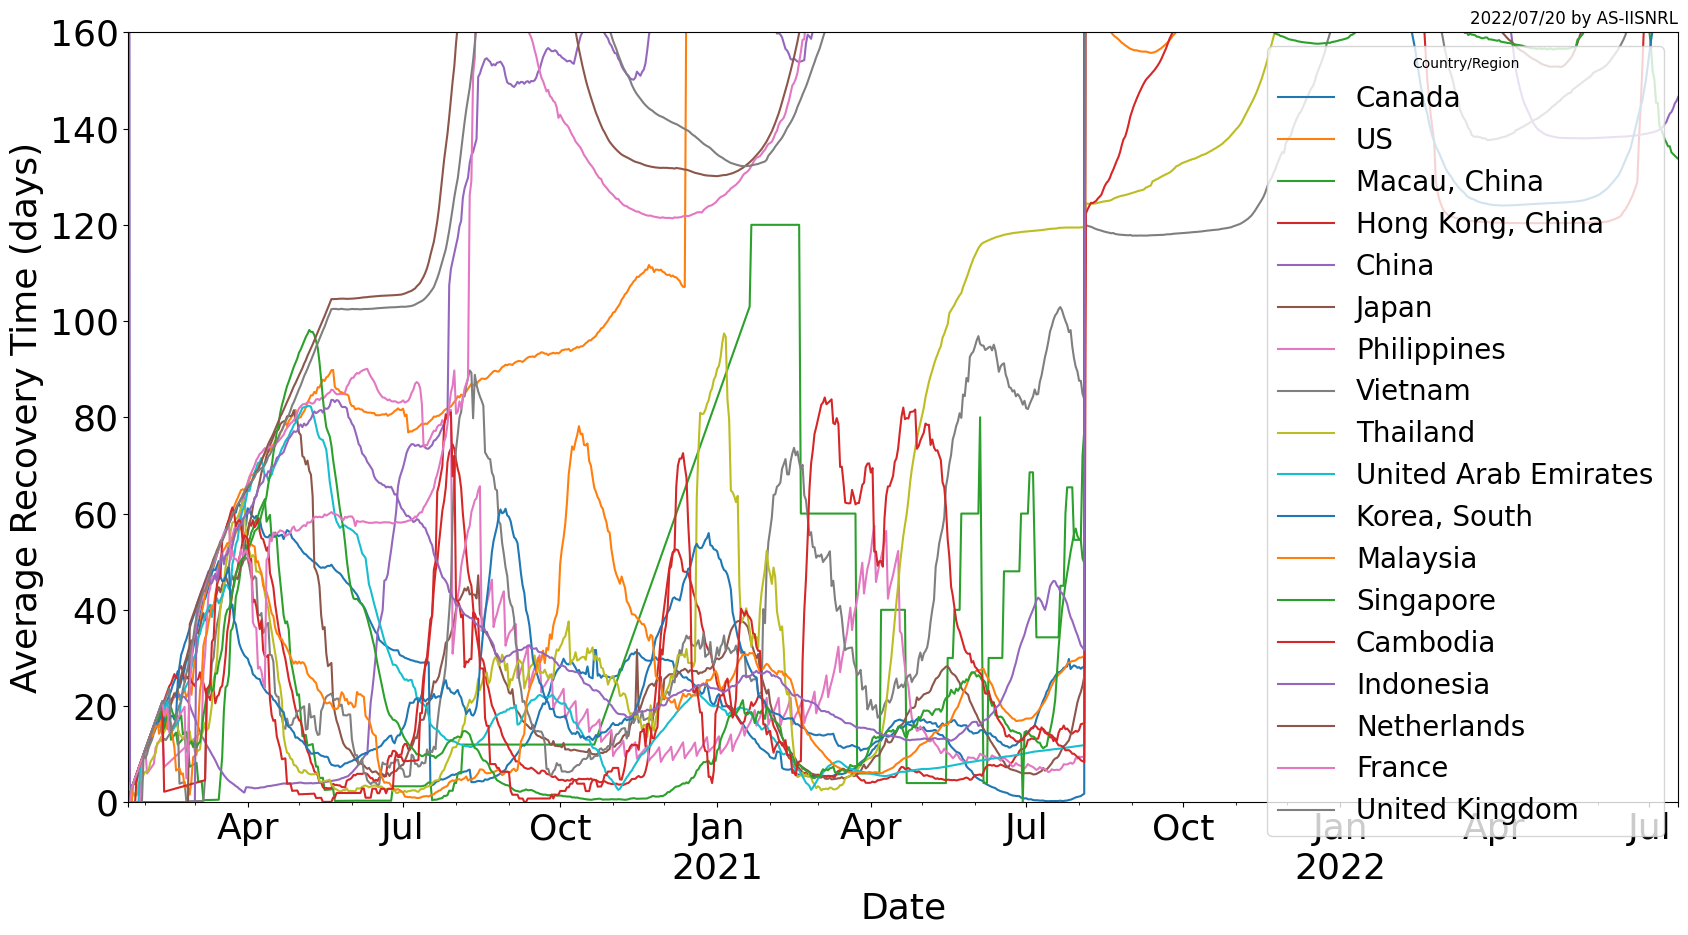 2022/07/20 by AS-IISNRL
Average Recovery Time (days)
160
140
120
100
80
60
40
20
0
Country/Region
Canada
US
Macau, China
Hong Kong, China
China
Japan
Philippines
Vietnam
Thailand
United Arab Emirates
Korea, South
Malaysia
Singapore
Cambodia
Indonesia
Netherlands
France
United Kingdom
Apr Jul Oct Jan Apr Jul Oct Jan Apr Jul
2021 2022
Date